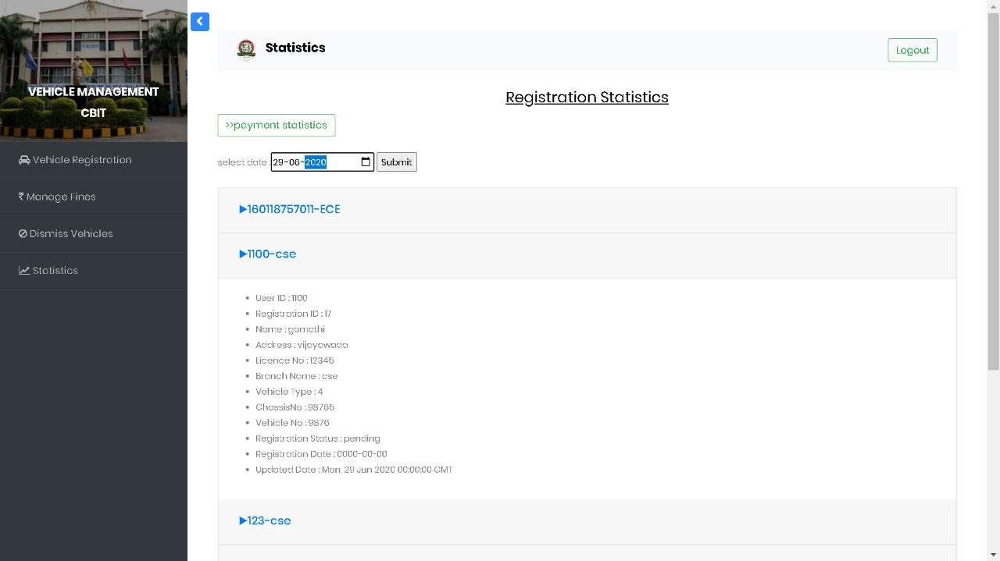 VEHICLE MANAGEMENT
CBIT
Vehicle Registration
₹ Manage Fines
Dismiss Vehicles
Statistics
Statistics
Logout
Registration Statistics
>>payment statistics
select date : 29-06-2020 Submit
▶160118757011-ECE
▶1100-cse
• User ID : 1100
• Registration ID : 17
• Name : gomathi
• Address : vijayawada
• Licence No : 12345
• Branch Name : cse
• Vehicle Type : 4
• ChassisNo : 98765
• Vehicle No : 9876
• Registration Status : pending
• Registration Date : 0000-00-00
• Updated Date : Mon, 29 Jun 2020 00:00:00 GMT
▶123-cse